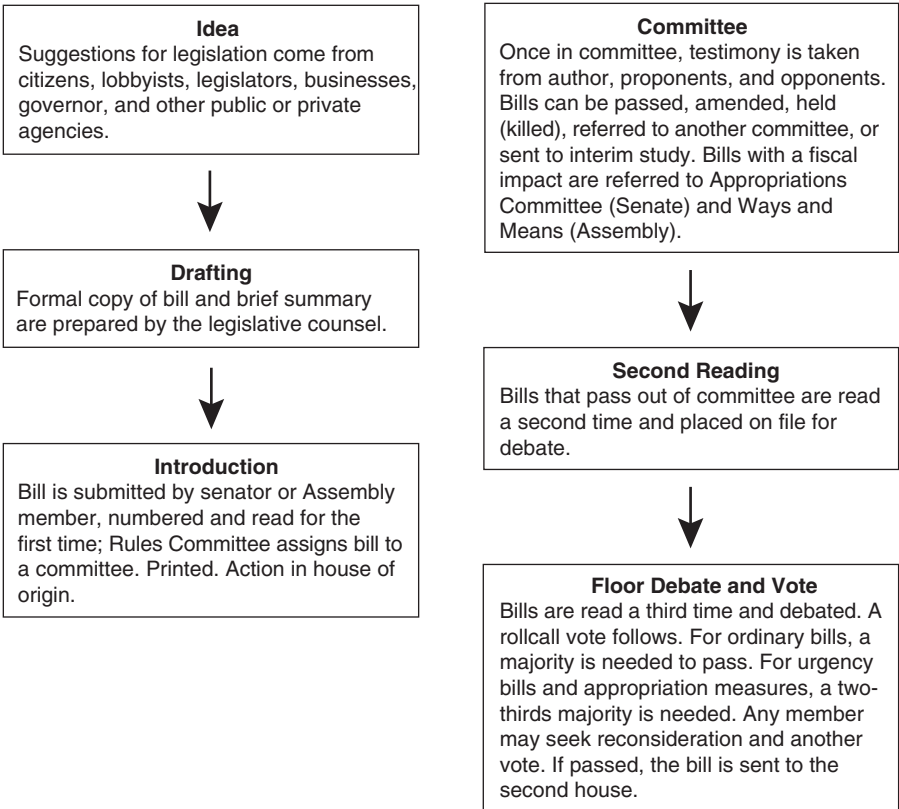 Idea
Suggestions for legislation come from
citizens, lobbyists, legislators, businesses,
governor, and other public or private
agencies.
Drafting
Formal copy of bill and brief summary
are prepared by the legislative counsel.
Introduction
Bill is submitted by senator or Assembly
member, numbered and read for the
first time; Rules Committee assigns bill to
a committee. Printed. Action in house of
origin.
Committee
Once in committee, testimony is taken
from author, proponents, and opponents.
Bills can be passed, amended, held
(killed), referred to another committee, or
sent to interim study. Bills with a fiscal
impact are referred to Appropriations
Committee (Senate) and Ways and
Means (Assembly).
Second Reading
Bills that pass out of committee are read
a second time and placed on file for
debate.
Floor Debate and Vote
Bills are read a third time and debated. A
rollcall vote follows. For ordinary bills, a
majority is needed to pass. For urgency
bills and appropriation measures, a two-
thirds majority is needed. Any member
may seek reconsideration and another
vote. If passed, the bill is sent to the
second house.